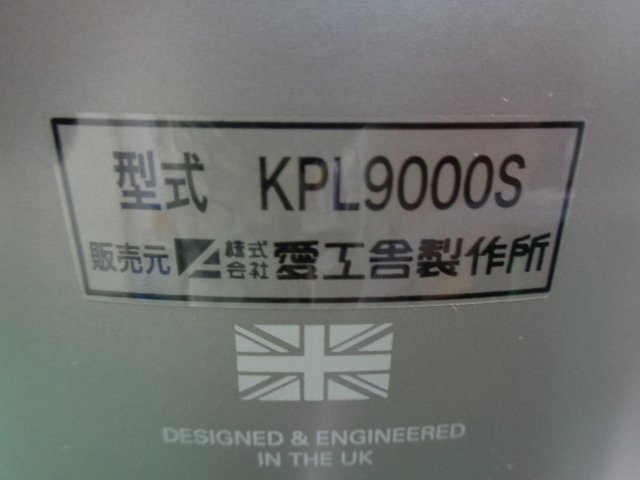 型式 KPL9000S
販売元 株式会社 愛工舎製作所
DESIGNED & ENGINEERED
IN THE UK